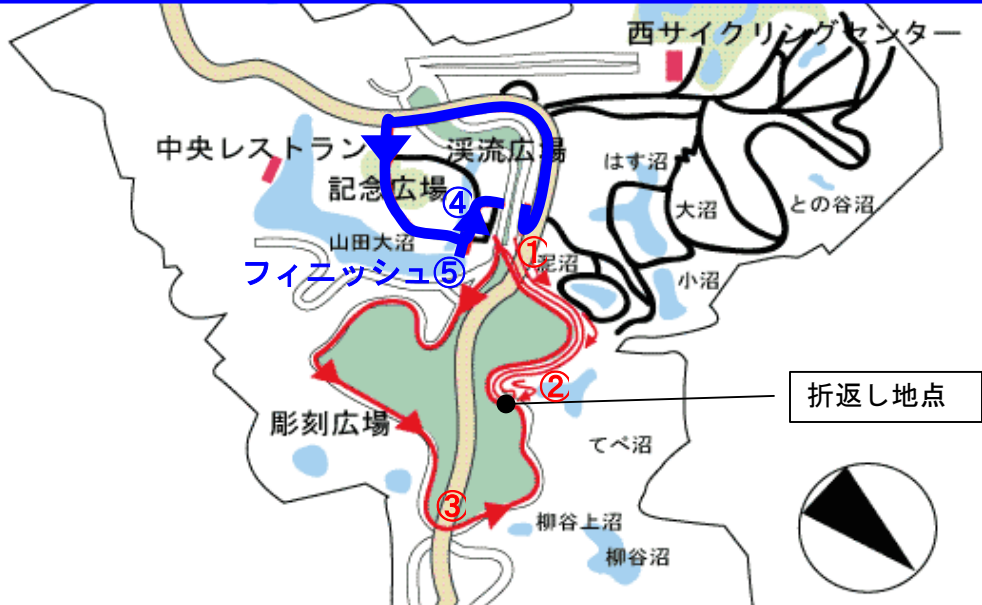 西サイクリングセンター
中央レストラン
渓流広場
はす沼
記念広場
④
大沼
との谷沼
山田大沼
①
泥沼
フィニッシュ⑤
小沼
②
折返し地点
彫刻広場
てぺ沼
③
柳谷上沼
柳谷沼